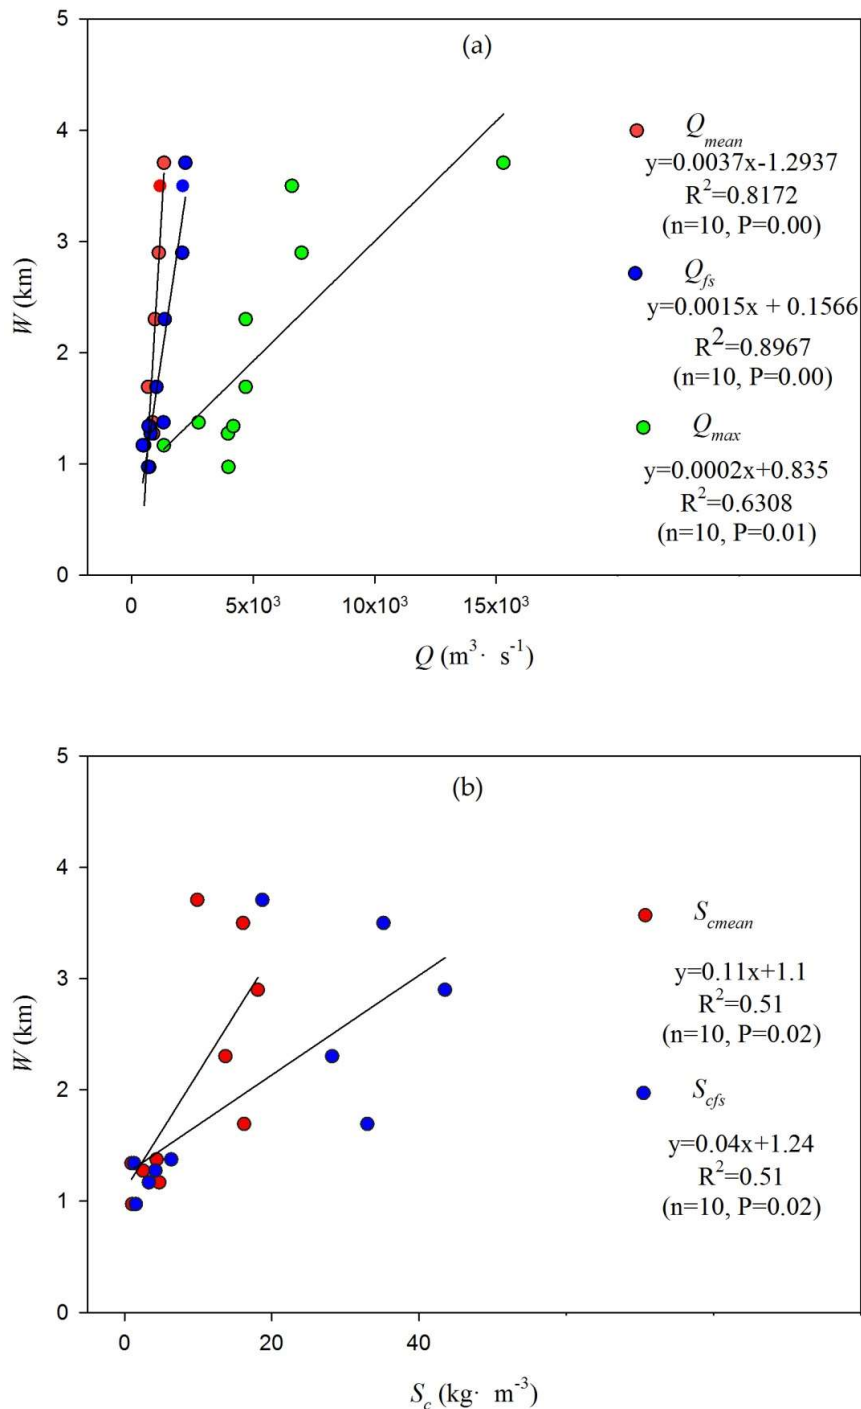 (a)
5
4
3
2
1
0
W (km)
Q_mean
y=0.0037x-1.2937
R²=0.8172
(n=10, P=0.00)
Q_fs
y=0.0015x + 0.1566
R²=0.8967
(n=10, P=0.00)
Q_max
y=0.0002x+0.835
R²=0.6308
(n=10, P=0.01)
0 5x10³ 10x10³ 15x10³
Q (m³· s⁻¹)
(b)
5
4
3
2
1
0
W (km)
S_cmean
y=0.11x+1.1
R²=0.51
(n=10, P=0.02)
S_cfs
y=0.04x+1.24
R²=0.51
(n=10, P=0.02)
0 20 40
S_c (kg· m⁻³)